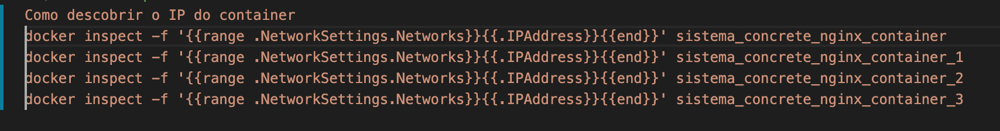 Como descobrir o IP do container
docker inspect -f '{{range .NetworkSettings.Networks}}{{.IPAddress}}{{end}}' sistema_concrete_nginx_container
docker inspect -f '{{range .NetworkSettings.Networks}}{{.IPAddress}}{{end}}' sistema_concrete_nginx_container_1
docker inspect -f '{{range .NetworkSettings.Networks}}{{.IPAddress}}{{end}}' sistema_concrete_nginx_container_2
docker inspect -f '{{range .NetworkSettings.Networks}}{{.IPAddress}}{{end}}' sistema_concrete_nginx_container_3